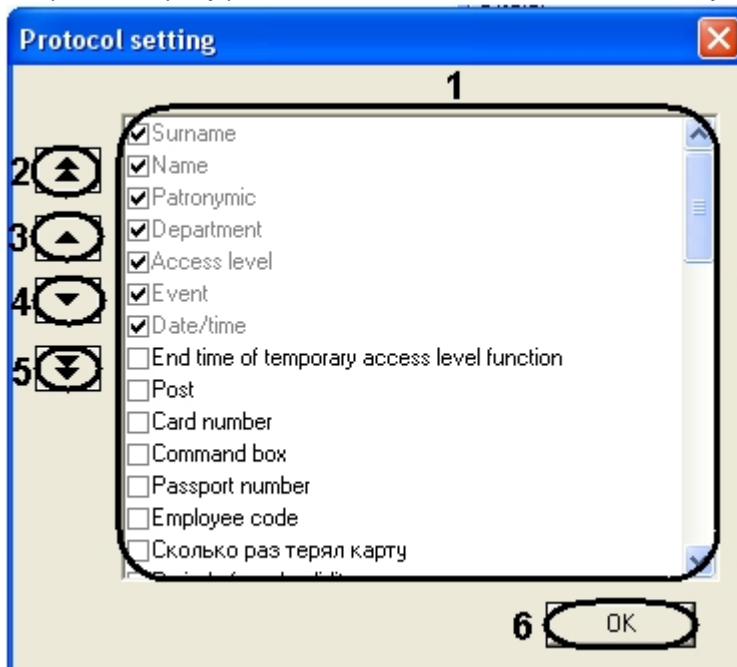 Protocol setting
1
Surname
2
Name
Patronymic
3
Department
Access level
4
Event
Date/time
5
End time of temporary access level function
Post
Card number
Command box
Passport number
Employee code
Сколько раз терял карту
6
OK